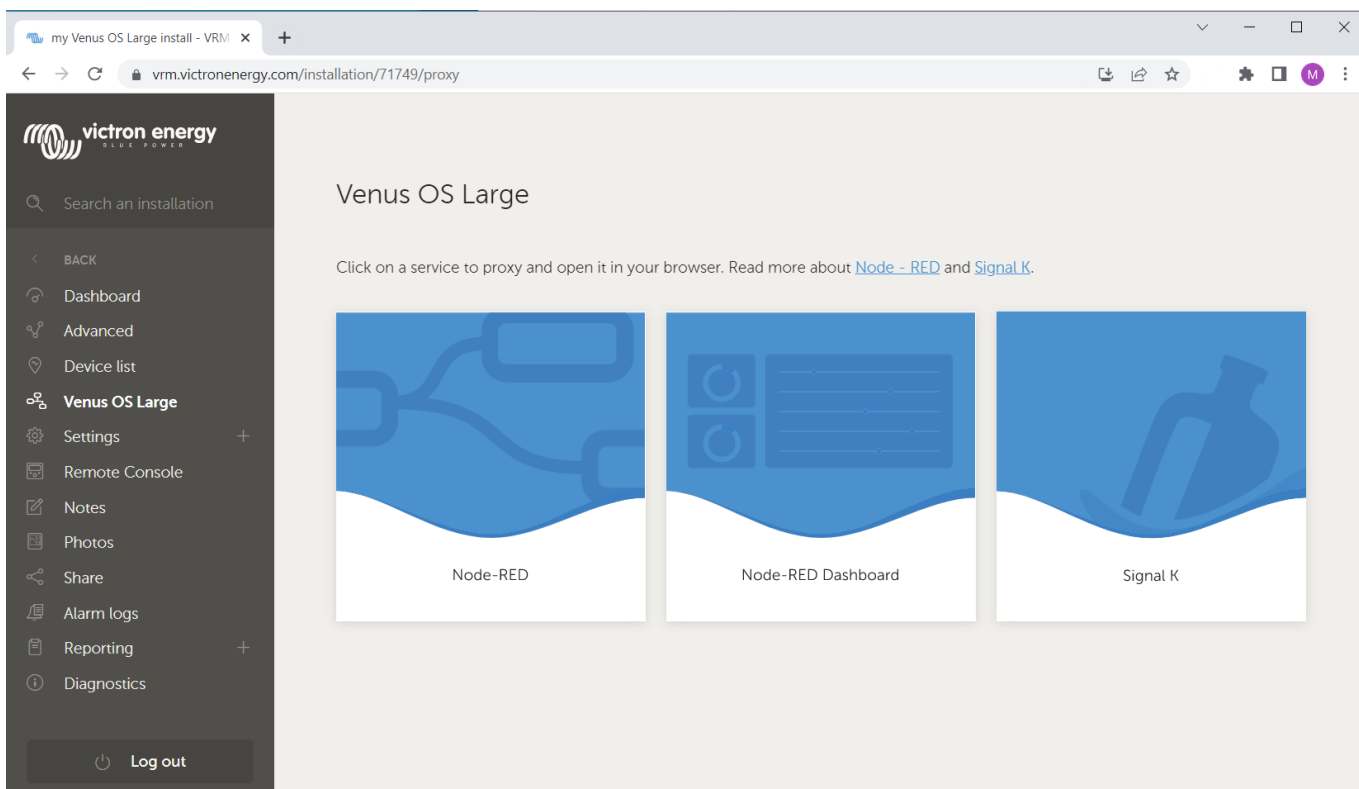 my Venus OS Large install - VRM
vrm.victronenergy.com/installation/71749/proxy
M
victron energy
BLUE POWER
Search an installation
BACK
Dashboard
Advanced
Device list
Venus OS Large
Settings
Remote Console
Notes
Photos
Share
Alarm logs
Reporting
Diagnostics
Log out
Venus OS Large
Click on a service to proxy and open it in your browser. Read more about Node - RED and Signal K.
Node-RED
Node-RED Dashboard
Signal K